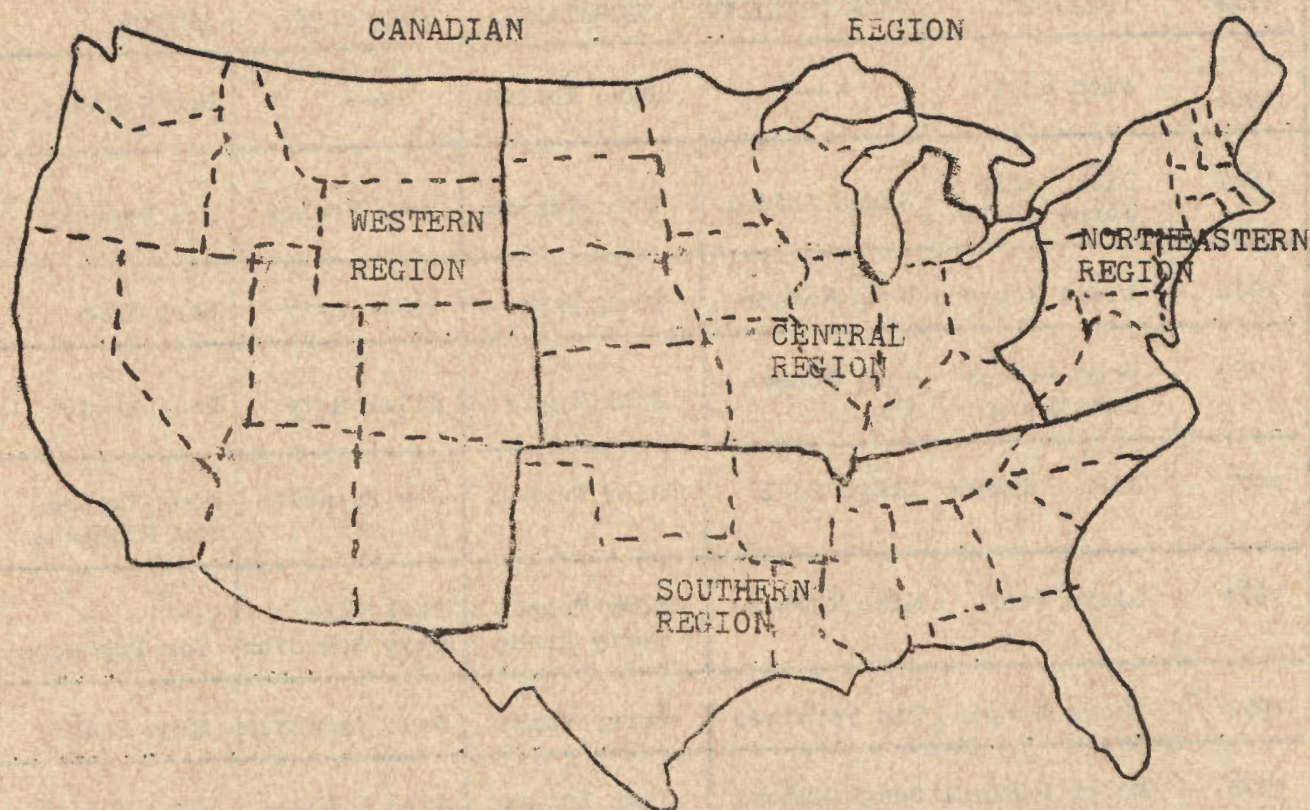 CANADIAN REGION
WESTERN
REGION
NORTHEASTERN
REGION
CENTRAL
REGION
SOUTHERN
REGION